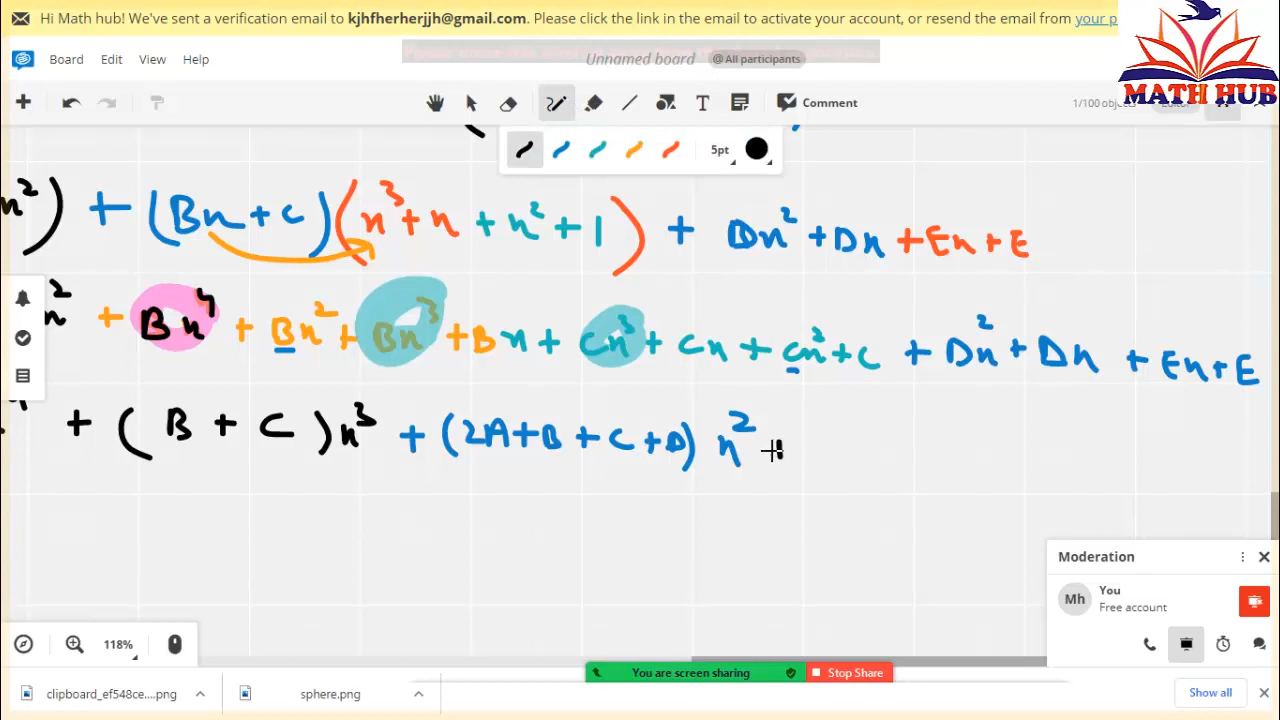 Hi Math hub! We've sent a verification email to kjhfherherjjh@gmail.com. Please click the link in the email to activate your account, or resend the email from your p
MATH HUB
Board Edit View Help Unnamed board @ All participants
Comment 1/100 objects
5pt
n²) + (Bn+C)(n³+n+n²+1) + Dn²+Dn+En+E
n² + Bn⁴ + Bn²+Bn³+Bn+Cn³+Cn+Cn²+C+Dn²+Dn+En+E
+ (B+C)n³ + (2A+B+C+D)n² +
Moderation
Mh You
Free account
118%
You are screen sharing Stop Share
clipboard_ef548ce....png sphere.png Show all